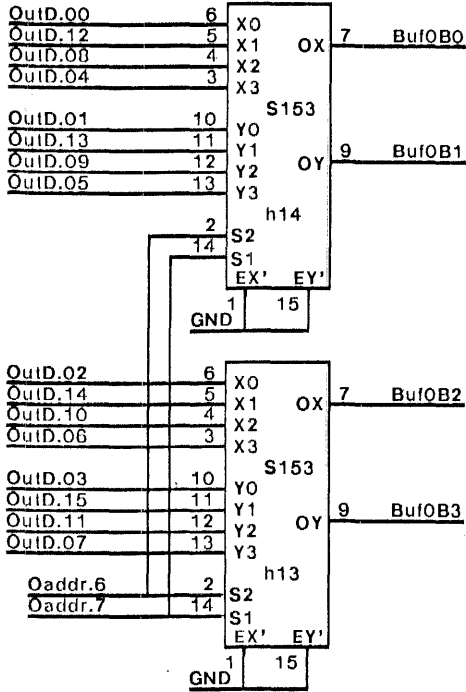 OutD.00 6 X0
OutD.12 5 X1 OX 7 Buf0B0
OutD.08 4 X2
OutD.04 3 X3
S153
OutD.01 10 Y0
OutD.13 11 Y1
OutD.09 12 Y2 OY 9 Buf0B1
OutD.05 13 Y3
h14
2 S2
14 S1
EX' EY'
1 15
GND
OutD.02 6 X0
OutD.14 5 X1 OX 7 Buf0B2
OutD.10 4 X2
OutD.06 3 X3
S153
OutD.03 10 Y0
OutD.15 11 Y1
OutD.11 12 Y2 OY 9 Buf0B3
OutD.07 13 Y3
h13
Oaddr.6 2 S2
Oaddr.7 14 S1
EX' EY'
1 15
GND